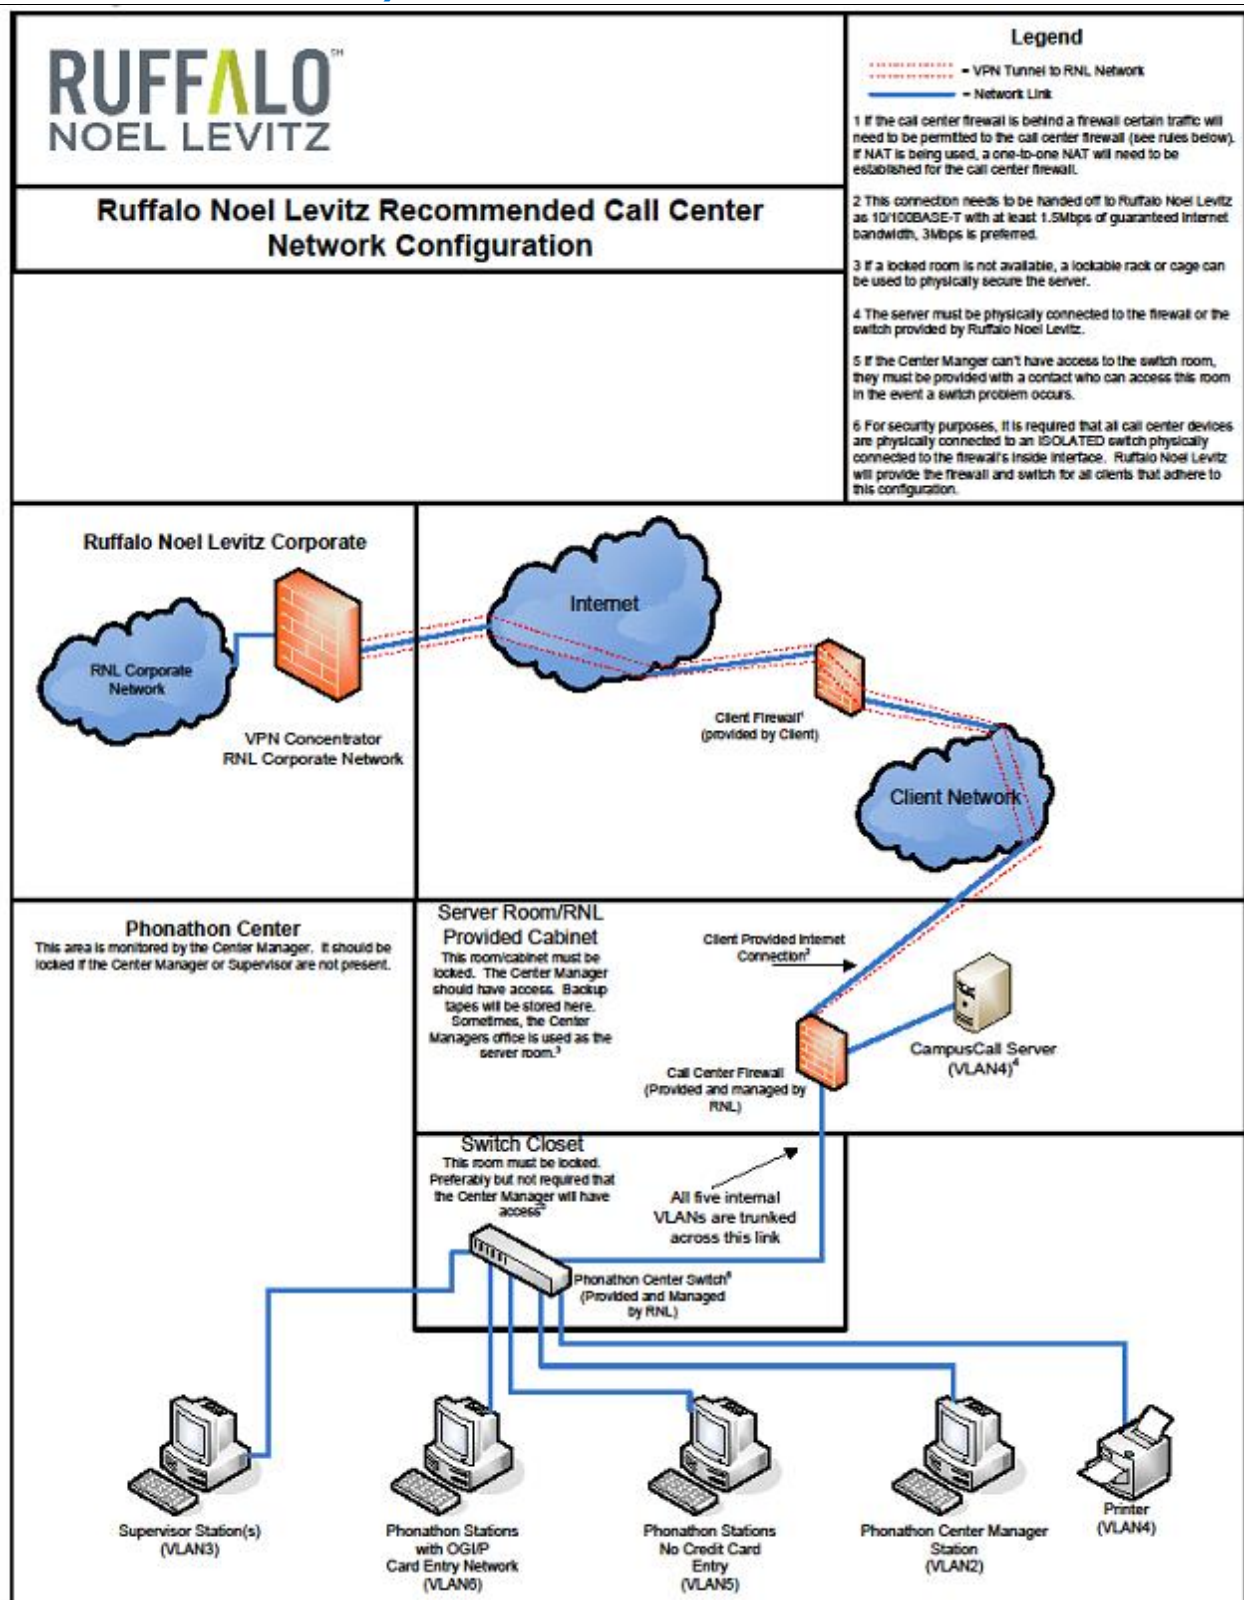 RUFFALO
SM
NOEL LEVITZ
Ruffalo Noel Levitz Recommended Call Center
Network Configuration
Legend
= VPN Tunnel to RNL Network
= Network Link
1 If the call center firewall is behind a firewall certain traffic will
need to be permitted to the call center firewall (see rules below).
If NAT is being used, a one-to-one NAT will need to be
established for the call center firewall.
2 This connection needs to be handed off to Ruffalo Noel Levitz
as 10/100BASE-T with at least 1.5Mbps of guaranteed Internet
bandwidth, 3Mbps is preferred.
3 If a locked room is not available, a lockable rack or cage can
be used to physically secure the server.
4 The server must be physically connected to the firewall or the
switch provided by Ruffalo Noel Levitz.
5 If the Center Manger can't have access to the switch room,
they must be provided with a contact who can access this room
in the event a switch problem occurs.
6 For security purposes, it is required that all call center devices
are physically connected to an ISOLATED switch physically
connected to the firewall's inside interface. Ruffalo Noel Levitz
will provide the firewall and switch for all clients that adhere to
this configuration.
Ruffalo Noel Levitz Corporate
RNL Corporate
Network
VPN Concentrator
RNL Corporate Network
Internet
Client Firewall1
(provided by Client)
Client Network
Phonathon Center
This area is monitored by the Center Manager. It should be
locked if the Center Manager or Supervisor are not present.
Server Room/RNL
Provided Cabinet
This room/cabinet must be
locked. The Center Manager
should have access. Backup
tapes will be stored here.
Sometimes, the Center
Managers office is used as the
server room.3
Client Provided Internet
Connection2
CampusCall Server
(VLAN4)4
Call Center Firewall
(Provided and managed by
RNL)
Switch Closet
This room must be locked.
Preferably but not required that
the Center Manager will have
access5
All five internal
VLANs are trunked
across this link
Phonathon Center Switch6
(Provided and Managed
by RNL)
Supervisor Station(s)
(VLAN3)
Phonathon Stations
with OGI/P
Card Entry Network
(VLAN6)
Phonathon Stations
No Credit Card
Entry
(VLAN5)
Phonathon Center Manager
Station
(VLAN2)
Printer
(VLAN4)